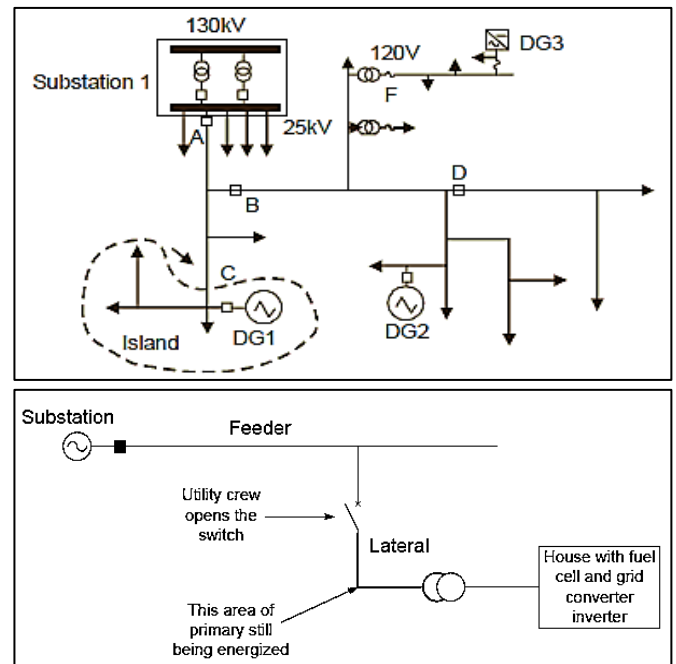 130kV
Substation 1
120V
DG3
F
A
25kV
B
D
C
Island
DG1
DG2
Substation
Feeder
Utility crew
opens the
switch
Lateral
House with fuel
cell and grid
converter
inverter
This area of
primary still
being energized